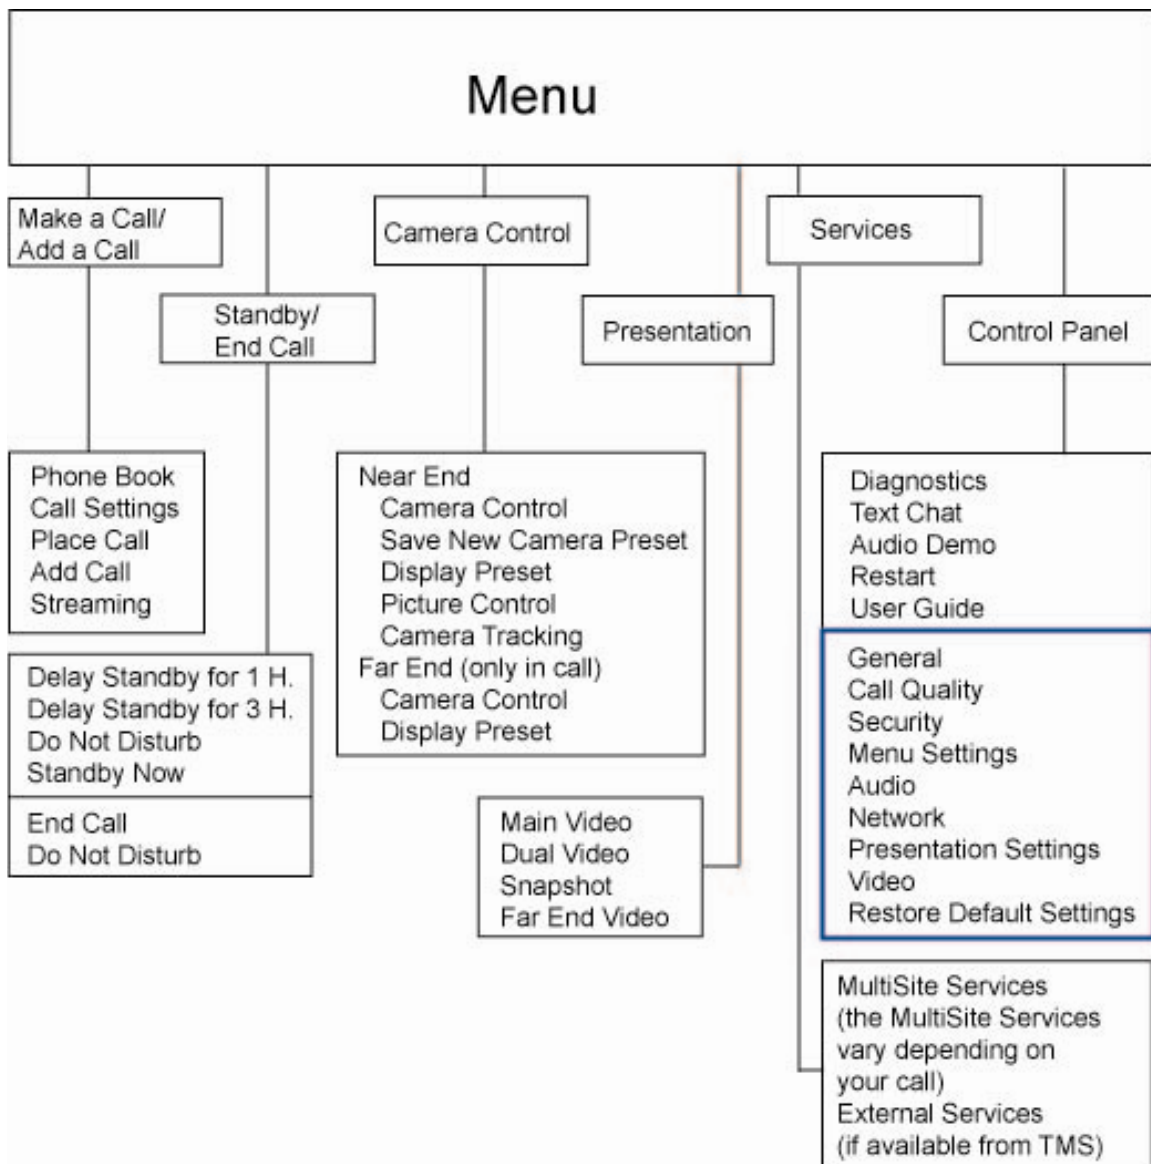 Menu
Make a Call/
Add a Call
Standby/
End Call
Camera Control
Presentation
Services
Control Panel
Phone Book
Call Settings
Place Call
Add Call
Streaming
Delay Standby for 1 H.
Delay Standby for 3 H.
Do Not Disturb
Standby Now
End Call
Do Not Disturb
Near End
Camera Control
Save New Camera Preset
Display Preset
Picture Control
Camera Tracking
Far End (only in call)
Camera Control
Display Preset
Main Video
Dual Video
Snapshot
Far End Video
Diagnostics
Text Chat
Audio Demo
Restart
User Guide
General
Call Quality
Security
Menu Settings
Audio
Network
Presentation Settings
Video
Restore Default Settings
MultiSite Services
(the MultiSite Services
vary depending on
your call)
External Services
(if available from TMS)